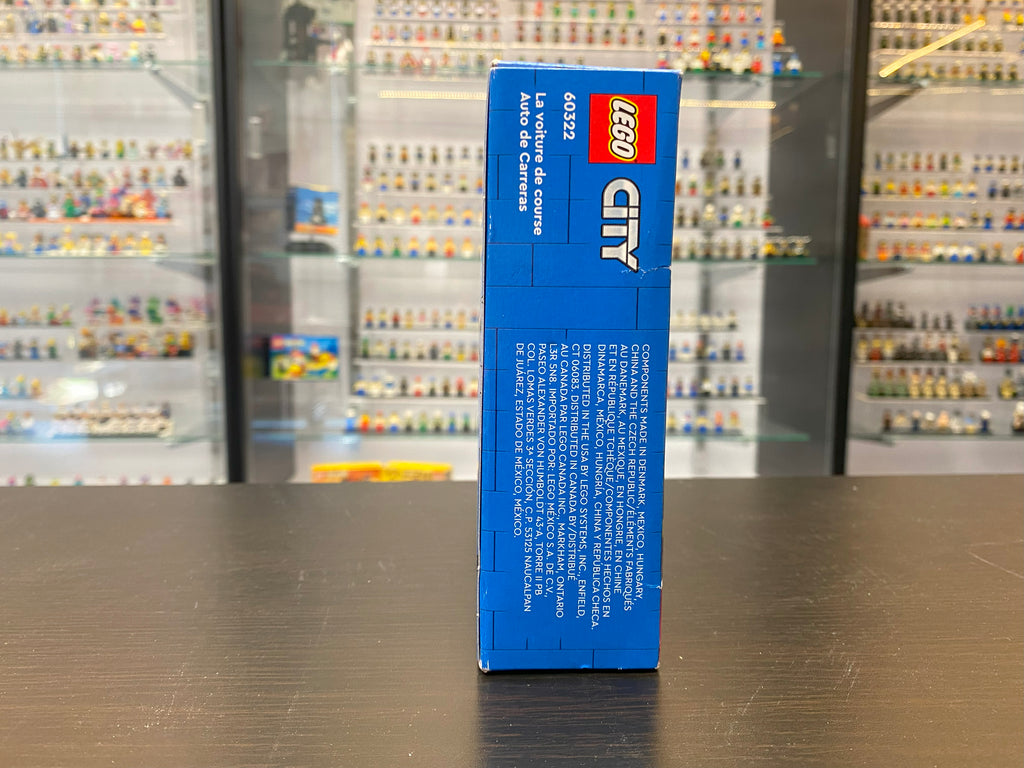 LEGO
CITY
60322
La voiture de course
Auto de Carreras
COMPONENTS MADE IN DENMARK, MEXICO, HUNGARY,
CHINA AND THE CZECH REPUBLIC/ÉLÉMENTS FABRIQUÉS
AU DANEMARK, AU MEXIQUE, EN HONGRIE, EN CHINE
ET EN RÉPUBLIQUE TCHÈQUE/COMPONENTES HECHOS EN
DINAMARCA, MÉXICO, HUNGRÍA, CHINA Y REPÚBLICA CHECA.
DISTRIBUTED IN THE USA BY LEGO SYSTEMS, INC., ENFIELD,
CT 06083. DISTRIBUTED IN CANADA BY/DISTRIBUÉ
AU CANADA PAR LEGO CANADA INC., MARKHAM, ONTARIO
L3R 5N8. IMPORTADO POR: LEGO MÉXICO S.A. DE C.V.,
PASEO ALEXANDER VON HUMBOLDT 43-A, TORRE II PB
COL. LOMAS VERDES 3ª SECCIÓN, C.P. 53125 NAUCALPAN
DE JUÁREZ, ESTADO DE MÉXICO, MÉXICO.